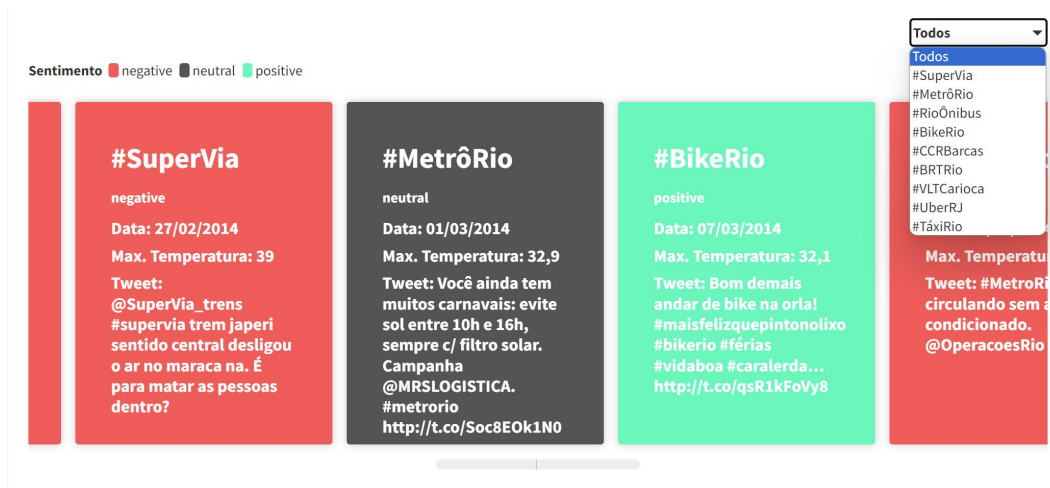 Todos
Todos
#SuperVia
#MetrôRio
#RioÔnibus
#BikeRio
#CCRBarcas
#BRTRio
#VLTCarioca
#UberRJ
#TáxiRio
Sentimento negative neutral positive
#SuperVia
negative
Data: 27/02/2014
Max. Temperatura: 39
Tweet:
@SuperVia_trens
#supervia trem japeri
sentido central desligou
o ar no maraca na. É
para matar as pessoas
dentro?
#MetrôRio
neutral
Data: 01/03/2014
Max. Temperatura: 32,9
Tweet: Você ainda tem
muitos carnavais: evite
sol entre 10h e 16h,
sempre c/ filtro solar.
Campanha
@MRSLOGISTICA.
#metrorio
http://t.co/Soc8EOk1N0
#BikeRio
positive
Data: 07/03/2014
Max. Temperatura: 32,1
Tweet: Bom demais
andar de bike na orla!
#maisfelizquepintonolixo
#bikerio #férias
#vidaboa #caralerda...
http://t.co/qsR1kFoVy8
Max. Temperatu
Tweet: #MetroRi
circulando sem a
condicionado.
@OperacoesRio